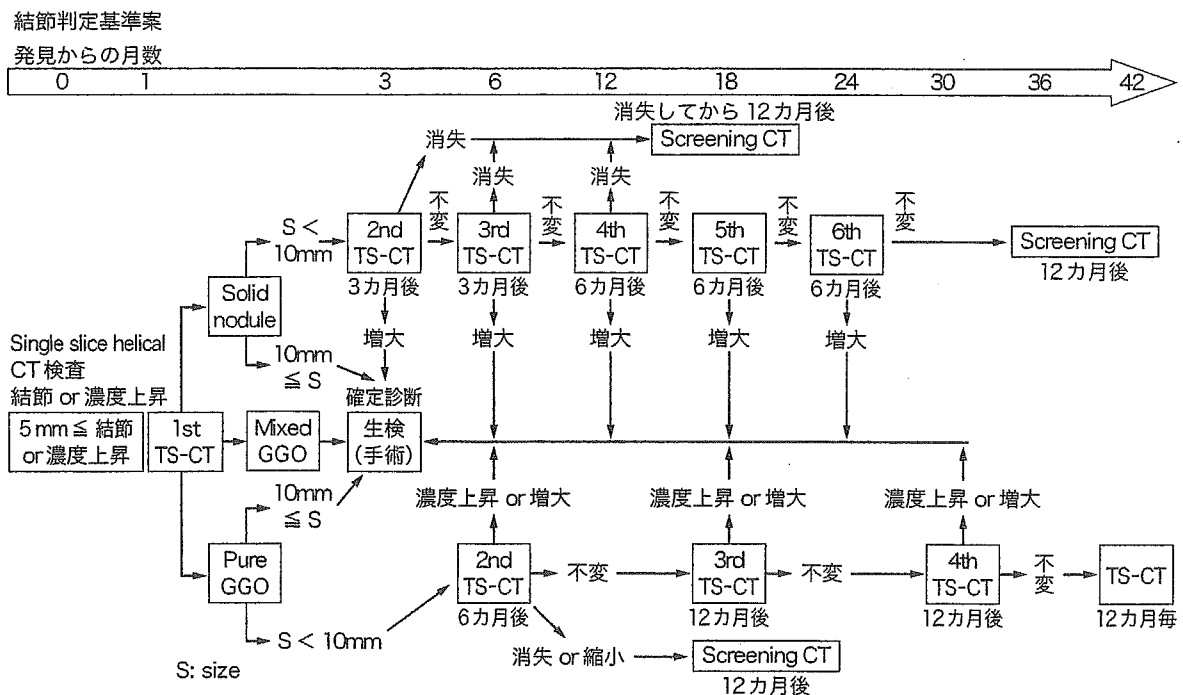 結節判定基準案
発見からの月数
0 1 3 6 12 18 24 30 36 42
消失してから 12カ月後
消失
Screening CT
消失
消失
不変
不変
不変
不変
不変
S <
10mm
2nd
TS-CT
3rd
TS-CT
4th
TS-CT
5th
TS-CT
6th
TS-CT
Screening CT
12カ月後
3カ月後
3カ月後
6カ月後
6カ月後
6カ月後
Solid
nodule
増大
増大
増大
増大
増大
Single slice helical
CT検査
結節 or 濃度上昇
10mm
≦ S
確定診断
5mm≦ 結節
or濃度上昇
1st
TS-CT
Mixed
GGO
生検
(手術)
10mm
≦ S
濃度上昇 or 増大
濃度上昇 or 増大
濃度上昇 or 増大
Pure
GGO
2nd
TS-CT
不変
3rd
TS-CT
不変
4th
TS-CT
不変
TS-CT
6カ月後
12カ月後
12カ月後
12カ月毎
S < 10mm
消失 or 縮小
Screening CT
12カ月後
S: size